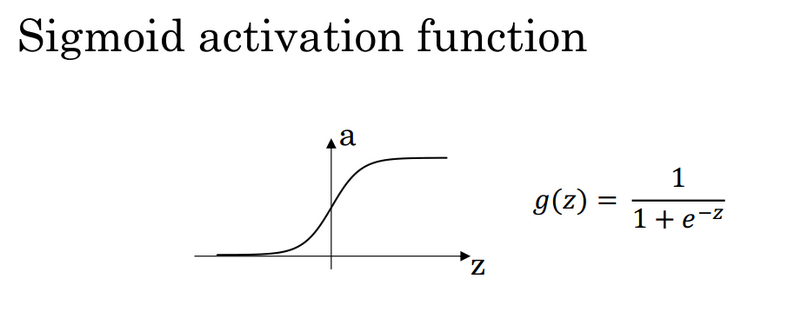 Sigmoid activation function
a
g(z) = 1 / (1 + e^{-z})
z